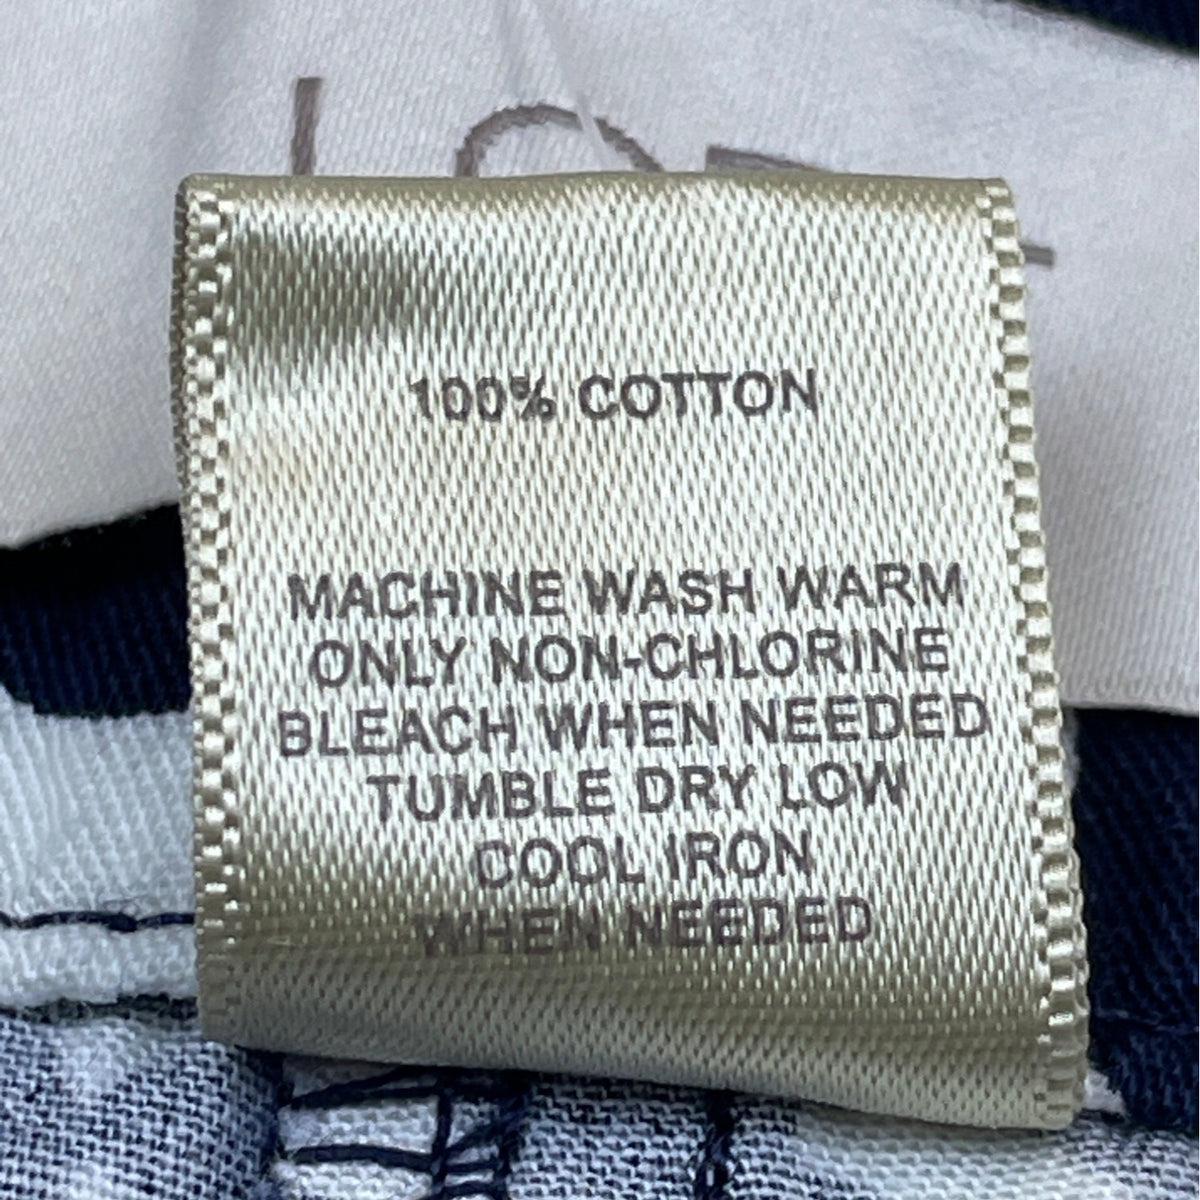 100% COTTON
MACHINE WASH WARM
ONLY NON-CHLORINE
BLEACH WHEN NEEDED
TUMBLE DRY LOW
COOL IRON
WHEN NEEDED